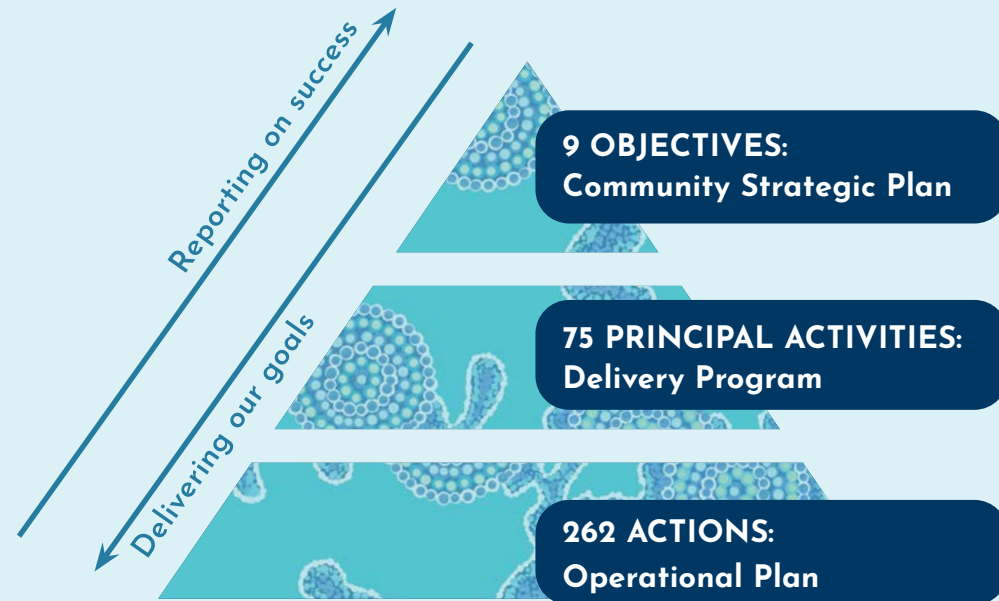 Reporting on success
Delivering our goals
9 OBJECTIVES:
Community Strategic Plan
75 PRINCIPAL ACTIVITIES:
Delivery Program
262 ACTIONS:
Operational Plan